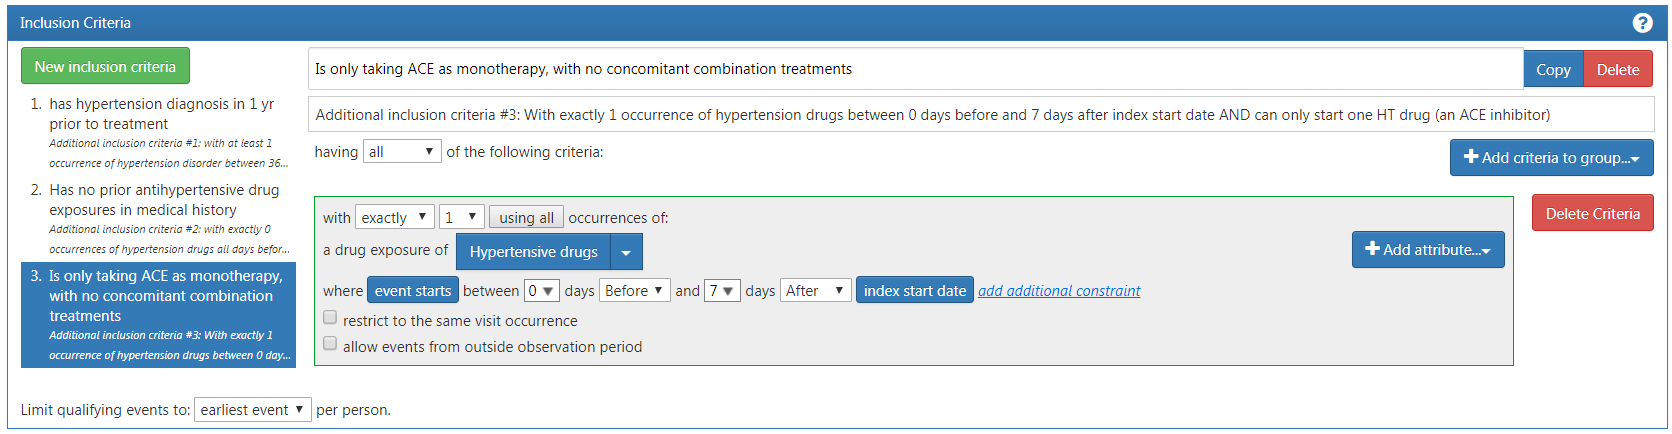 Inclusion Criteria
?
New inclusion criteria
1. has hypertension diagnosis in 1 yr
prior to treatment
Additional inclusion criteria #1: with at least 1
occurrence of hypertension disorder between 36...
2. Has no prior antihypertensive drug
exposures in medical history
Additional inclusion criteria #2: with exactly 0
occurrences of hypertension drugs all days befor...
3. Is only taking ACE as monotherapy,
with no concomitant combination
treatments
Additional inclusion criteria #3: With exactly 1
occurrence of hypertension drugs between 0 day...
Is only taking ACE as monotherapy, with no concomitant combination treatments
Copy Delete
Additional inclusion criteria #3: With exactly 1 occurrence of hypertension drugs between 0 days before and 7 days after index start date AND can only start one HT drug (an ACE inhibitor)
having all of the following criteria:
Add criteria to group...
with exactly 1 using all occurrences of:
Delete Criteria
a drug exposure of Hypertensive drugs
Add attribute...
where event starts between 0 days Before and 7 days After index start date add additional constraint
restrict to the same visit occurrence
allow events from outside observation period
Limit qualifying events to: earliest event per person.